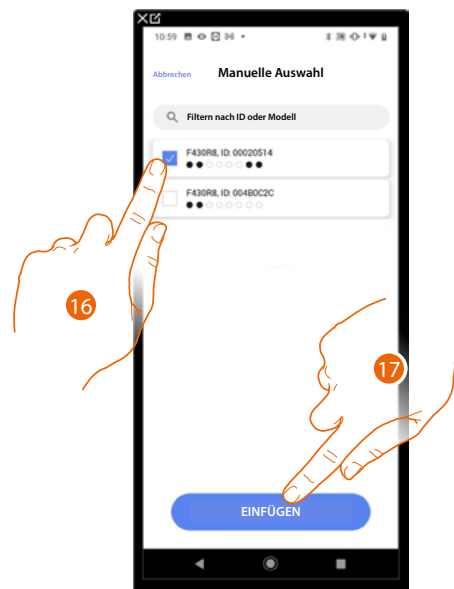 10:59
Abbrechen Manuelle Auswahl
Filtern nach ID oder Modell
F430R8, ID: 00020514
F430R8, ID: 004B0C2C
16
17
EINFÜGEN